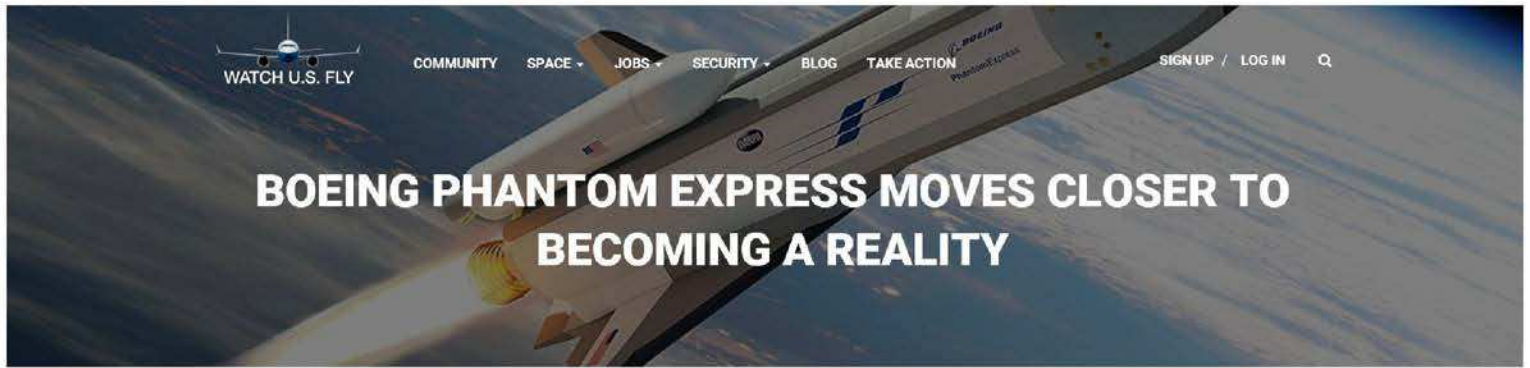 WATCH U.S. FLY
COMMUNITY SPACE JOBS SECURITY BLOG TAKE ACTION
SIGN UP / LOG IN
BOEING
PhantomExpress
DARPA
BOEING PHANTOM EXPRESS MOVES CLOSER TO
BECOMING A REALITY